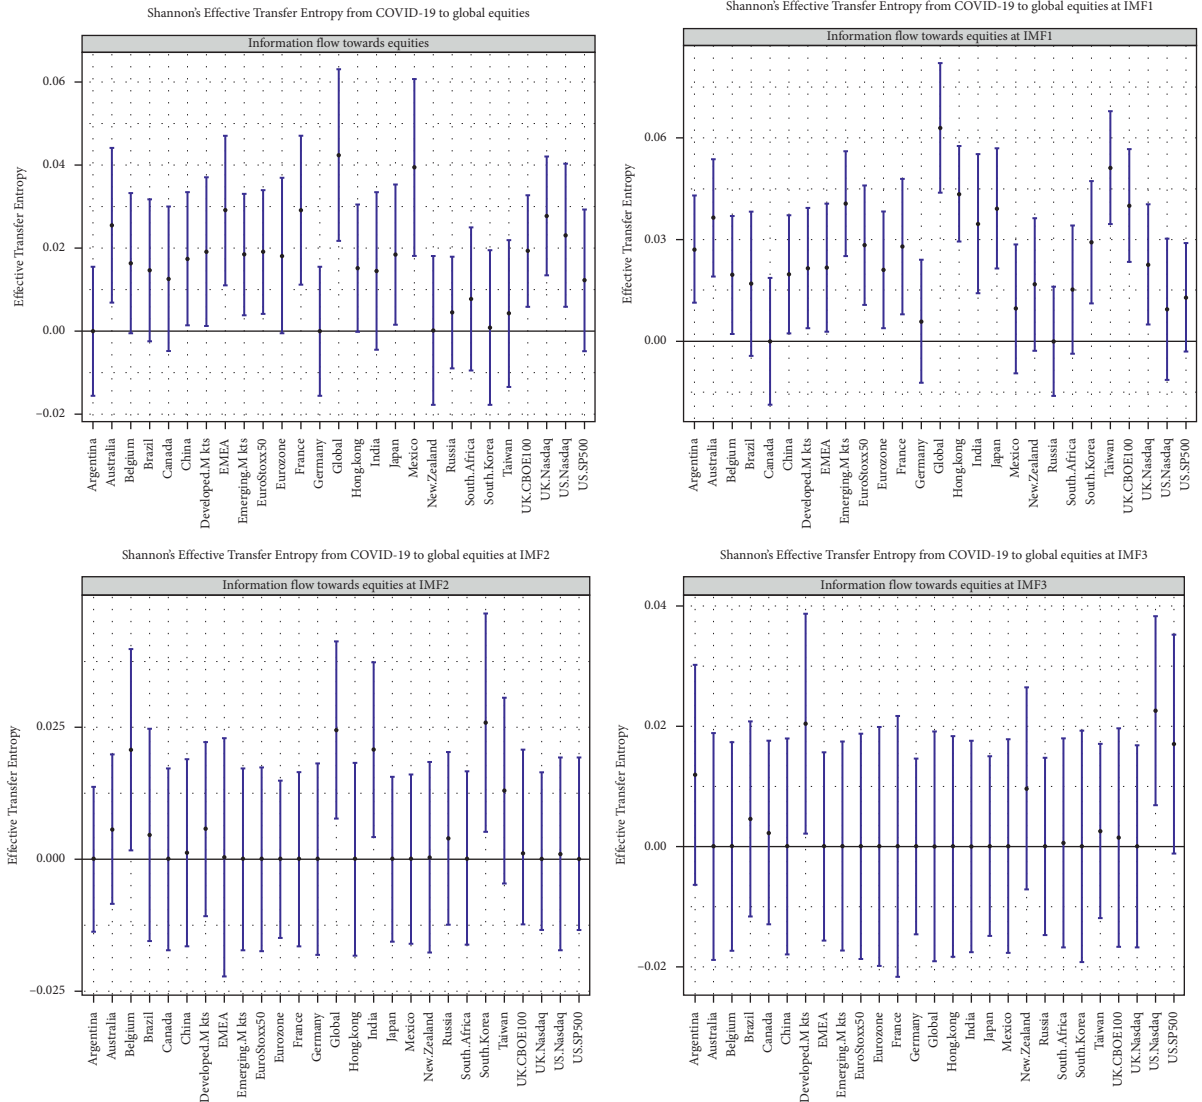 Shannon's Effective Transfer Entropy from COVID-19 to global equities
Information flow towards equities
Effective Transfer Entropy
0.06
0.04
0.02
0.00
−0.02
Argentina
Australia
Belgium
Brazil
Canada
China
Developed.M kts
EMEA
Emerging.M kts
EuroStoxx50
Eurozone
France
Germany
Global
Hong.kong
India
Japan
Mexico
New.Zealand
Russia
South.Africa
South.Korea
Taiwan
UK.CBOE100
UK.Nasdaq
US.Nasdaq
US.SP500
Shannon's Effective Transfer Entropy from COVID-19 to global equities at IMF1
Information flow towards equities at IMF1
Effective Transfer Entropy
0.06
0.03
0.00
Argentina
Australia
Belgium
Brazil
Canada
China
Developed.M kts
EMEA
Emerging.M kts
EuroStoxx50
Eurozone
France
Germany
Global
Hong.kong
India
Japan
Mexico
New.Zealand
Russia
South.Africa
South.Korea
Taiwan
UK.CBOE100
UK.Nasdaq
US.Nasdaq
US.SP500
Shannon's Effective Transfer Entropy from COVID-19 to global equities at IMF2
Information flow towards equities at IMF2
Effective Transfer Entropy
0.025
0.000
−0.025
Argentina
Australia
Belgium
Brazil
Canada
China
Developed.M kts
EMEA
Emerging.M kts
EuroStoxx50
Eurozone
France
Germany
Global
Hong.kong
India
Japan
Mexico
New.Zealand
Russia
South.Africa
South.Korea
Taiwan
UK.CBOE100
UK.Nasdaq
US.Nasdaq
US.SP500
Shannon's Effective Transfer Entropy from COVID-19 to global equities at IMF3
Information flow towards equities at IMF3
Effective Transfer Entropy
0.04
0.02
0.00
−0.02
Argentina
Australia
Belgium
Brazil
Canada
China
Developed.M kts
EMEA
Emerging.M kts
EuroStoxx50
Eurozone
France
Germany
Global
Hong.kong
India
Japan
Mexico
New.Zealand
Russia
South.Africa
South.Korea
Taiwan
UK.CBOE100
UK.Nasdaq
US.Nasdaq
US.SP500